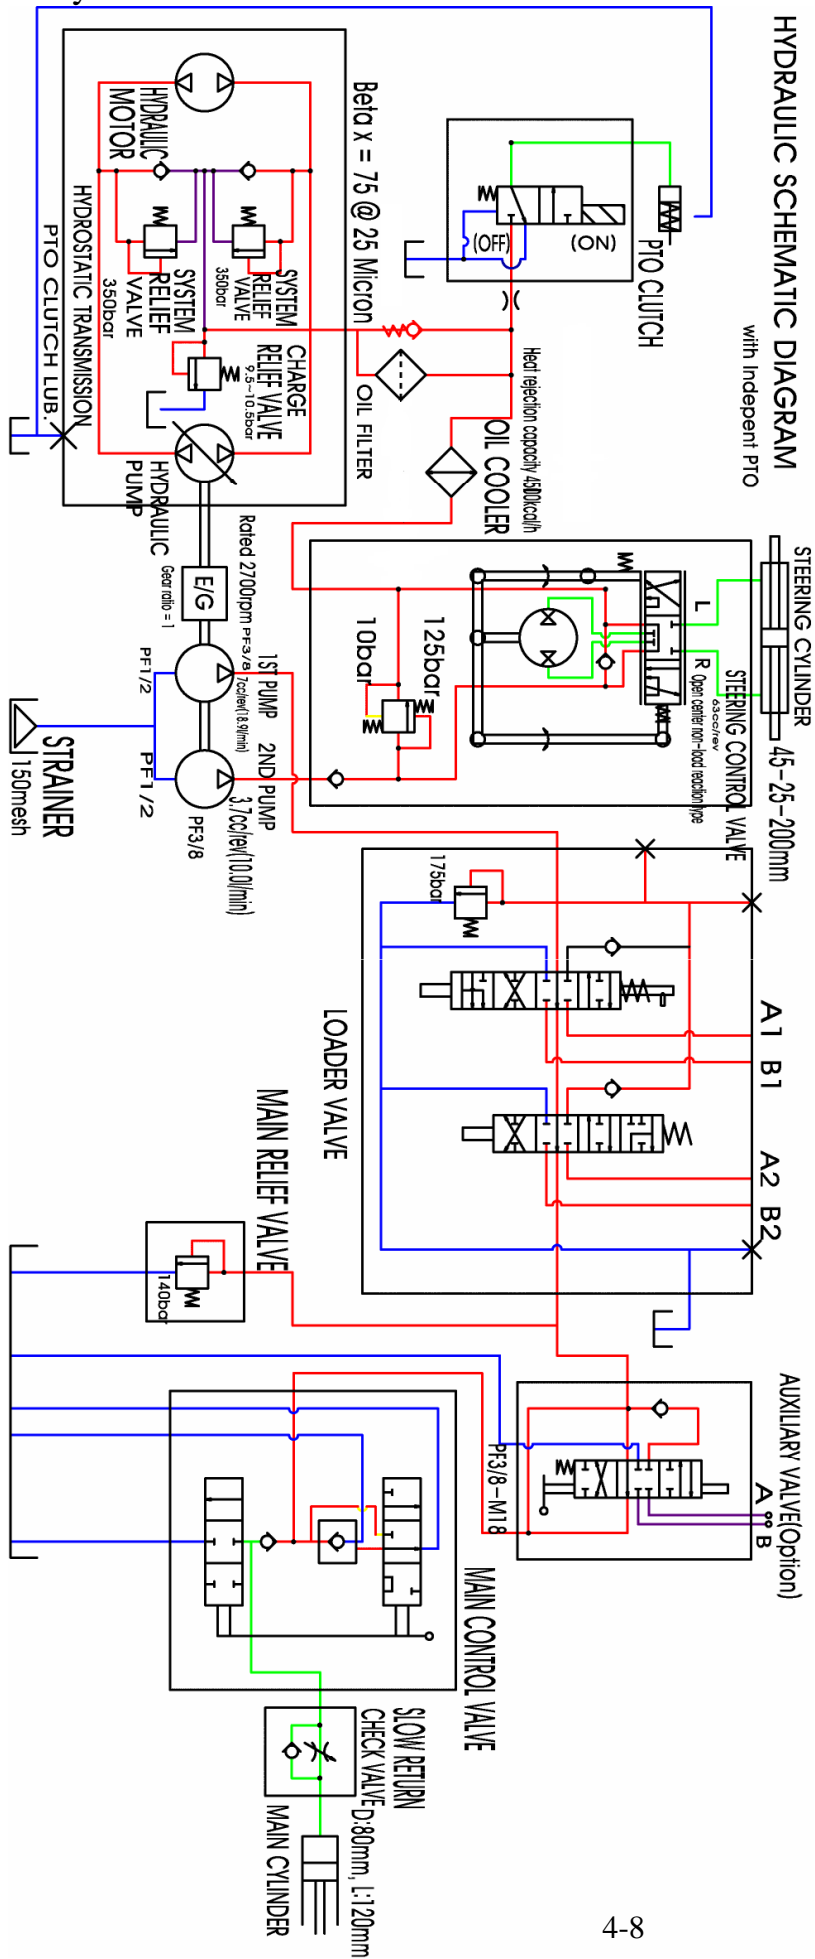 HYDRAULIC SCHEMATIC DIAGRAM
with Indepent PTO
PTO CLUTCH
(ON)
(OFF)
Beta x = 75 @ 25 Micron
HYDRAULIC
MOTOR
SYSTEM
RELIEF
VALVE
350bar
SYSTEM
RELIEF
VALVE
350bar
CHARGE
RELIEF VALVE
9.5~10.5bar
HYDROSTATIC TRANSMISSION
PTO CLUTCH LUB.
HYDRAULIC
PUMP
OIL FILTER
OIL COOLER
Heat rejection capacity 4500kcal/h
STEERING CYLINDER
45-25-200mm
L
R
STEERING CONTROL VALVE
63cc/rev
Open center non-load reaction type
125bar
10bar
E/G
Gear ratio = 1
Rated 2700rpm
PF3/8
1ST PUMP
7cc/rev(18.9l/min)
2ND PUMP
3.7cc/rev(10.0l/min)
PF3/8
PF1/2
PF1/2
STRAINER
150mesh
175bar
LOADER VALVE
A1
B1
A2
B2
MAIN RELIEF VALVE
140bar
AUXILIARY VALVE(Option)
A
B
PF3/8-M18
MAIN CONTROL VALVE
SLOW RETURN
CHECK VALVE
MAIN CYLINDER
D:80mm, L:120mm
4-8